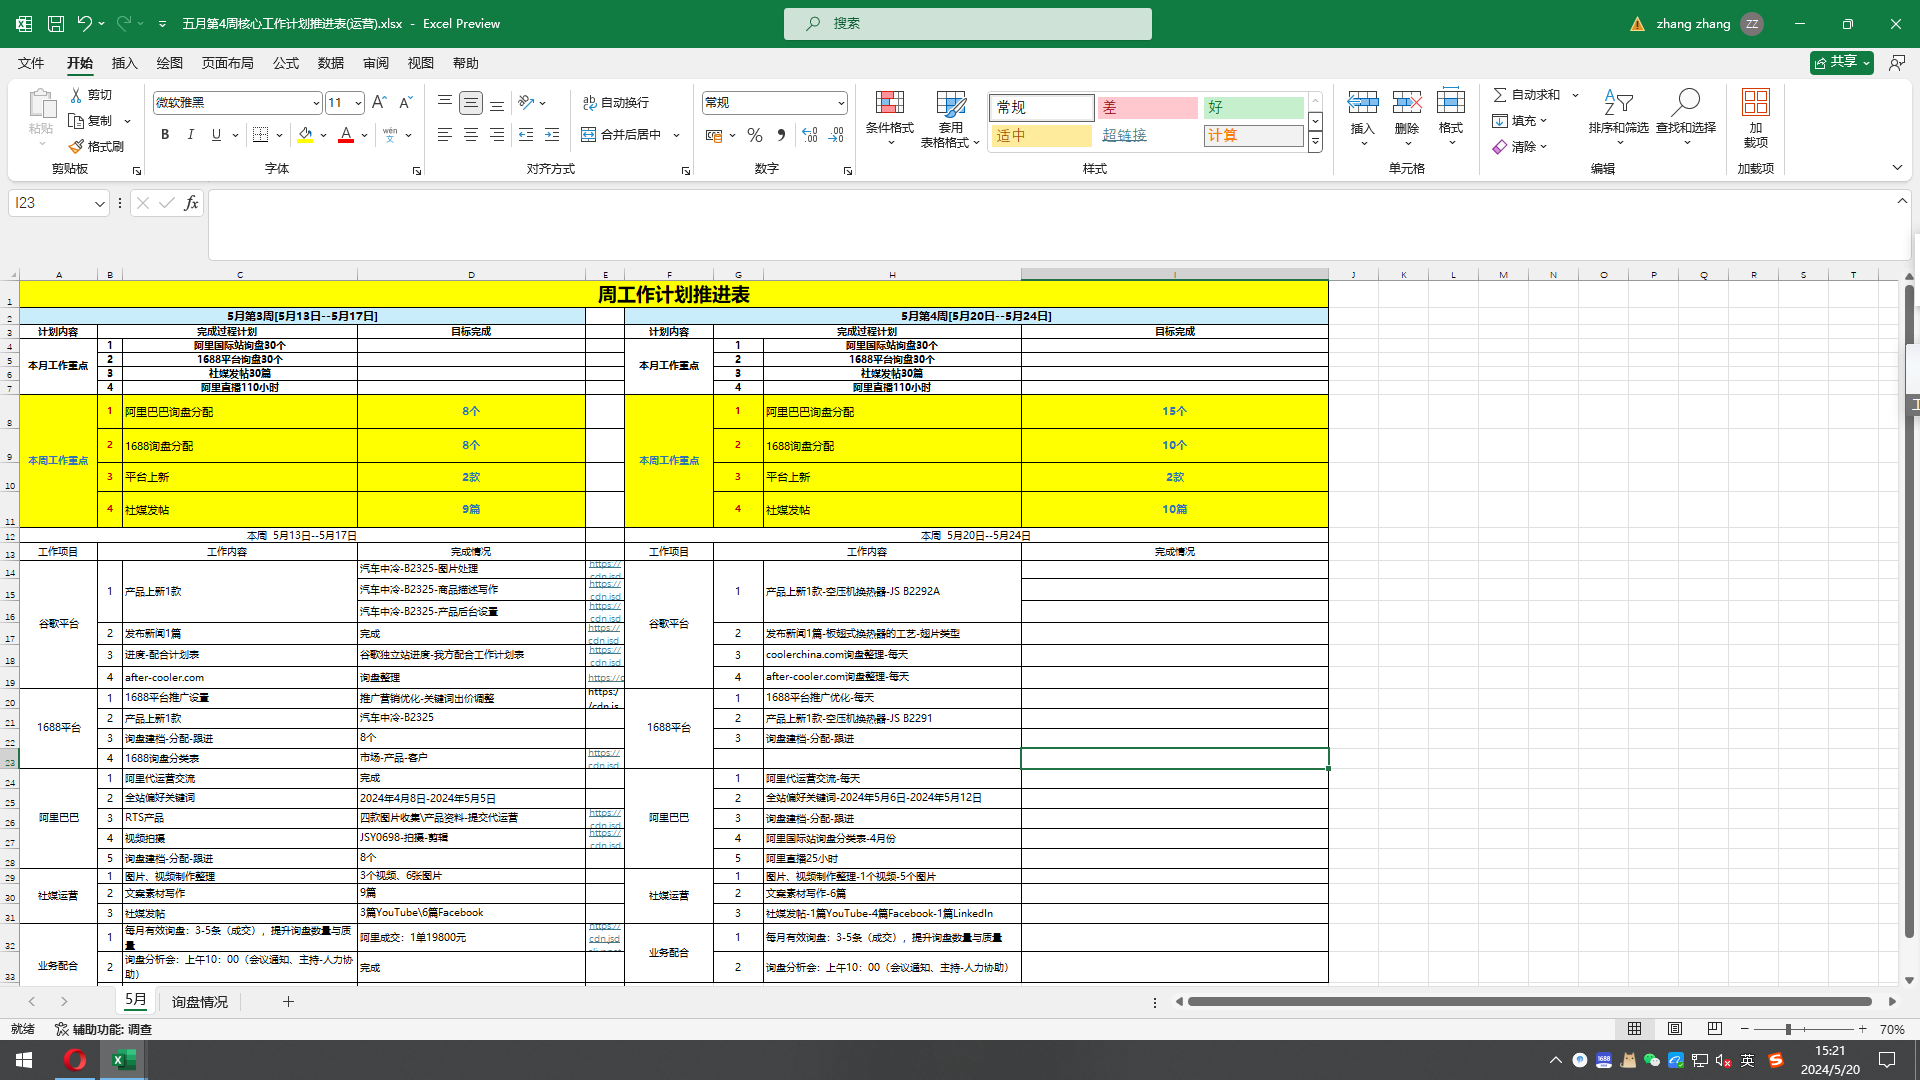 五月第4周核心工作计划推进表(运营).xlsx - Excel Preview
搜索
zhang zhang ZZ
文件 开始 插入 绘图 页面布局 公式 数据 审阅 视图 帮助
共享
粘贴 剪切 复制 格式刷 剪贴板
微软雅黑 11 B I U A 字体
自动换行 合并后居中 对齐方式
常规 % 数字
条件格式 套用表格格式
常规 差 好
适中 超链接 计算
样式
插入 删除 格式 单元格
自动求和 填充 清除 排序和筛选 查找和选择 编辑
加载项 加载项
I23 fx
A B C D E F G H I J K L M N O P Q R S T
1 周工作计划推进表
2 5月第3周[5月13日--5月17日] 5月第4周[5月20日--5月24日]
3 计划内容 完成过程计划 目标完成 计划内容 完成过程计划 目标完成
4 本月工作重点 1 阿里国际站询盘30个 本月工作重点 1 阿里国际站询盘30个
5 2 1688平台询盘30个 2 1688平台询盘30个
6 3 社媒发帖30篇 3 社媒发帖30篇
7 4 阿里直播110小时 4 阿里直播110小时
8 本周工作重点 1 阿里巴巴询盘分配 8个 本周工作重点 1 阿里巴巴询盘分配 15个
9 2 1688询盘分配 8个 2 1688询盘分配 10个
10 3 平台上新 2款 3 平台上新 2款
11 4 社媒发帖 9篇 4 社媒发帖 10篇
12 本周 5月13日--5月17日 本周 5月20日--5月24日
13 工作项目 工作内容 完成情况 工作项目 工作内容 完成情况
14 谷歌平台 1 产品上新1款 汽车中冷-B2325-图片处理 https://cdn.isd 谷歌平台 1 产品上新1款-空压机换热器-JS B2292A
15 汽车中冷-B2325-商品描述写作 https://cdn.isd
16 汽车中冷-B2325-产品后台设置 https://cdn.isd
17 2 发布新闻1篇 完成 https://cdn.isd 2 发布新闻1篇-板翅式换热器的工艺-翅片类型
18 3 进度-配合计划表 谷歌独立站进度-我方配合工作计划表 https://cdn.isd 3 coolerchina.com询盘整理-每天
19 4 after-cooler.com 询盘整理 https://c 4 after-cooler.com询盘整理-每天
20 1688平台 1 1688平台推广设置 推广营销优化-关键词出价调整 https://cdn.is 1688平台 1 1688平台推广优化-每天
21 2 产品上新1款 汽车中冷-B2325 2 产品上新1款-空压机换热器-JS B2291
22 3 询盘建档-分配-跟进 8个 3 询盘建档-分配-跟进
23 4 1688询盘分类表 市场-产品-客户 https://cdn.isd
24 阿里巴巴 1 阿里代运营交流 完成 阿里巴巴 1 阿里代运营交流-每天
25 2 全站偏好关键词 2024年4月8日-2024年5月5日 2 全站偏好关键词-2024年5月6日-2024年5月12日
26 3 RTS产品 四款图片收集\产品资料-提交代运营 https://cdn.isd 3 询盘建档-分配-跟进
27 4 视频拍摄 JSY0698-拍摄-剪辑 https://cdn.isd 4 阿里国际站询盘分类表-4月份
28 5 询盘建档-分配-跟进 8个 5 阿里直播25小时
29 社媒运营 1 图片、视频制作整理 3个视频、6张图片 社媒运营 1 图片、视频制作整理-1个视频-5个图片
30 2 文案素材写作 9篇 2 文案素材写作-6篇
31 3 社媒发帖 3篇YouTube\6篇Facebook 3 社媒发帖-1篇YouTube-4篇Facebook-1篇LinkedIn
32 业务配合 1 每月有效询盘：3-5条（成交），提升询盘数量与质量 阿里成交：1单19800元 https://cdn.jsd 业务配合 1 每月有效询盘：3-5条（成交），提升询盘数量与质量
33 2 询盘分析会：上午10：00（会议通知、主持-人力协助） 完成 2 询盘分析会：上午10：00（会议通知、主持-人力协助）
5月 询盘情况
就绪 辅助功能: 调查 70%
英 15:21
2024/5/20